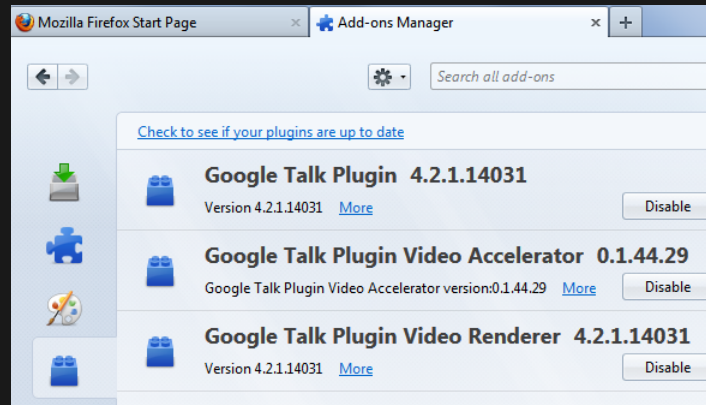 Mozilla Firefox Start Page
Add-ons Manager
Search all add-ons
Check to see if your plugins are up to date
Google Talk Plugin 4.2.1.14031
Version 4.2.1.14031 More
Disable
Google Talk Plugin Video Accelerator 0.1.44.29
Google Talk Plugin Video Accelerator version:0.1.44.29 More
Disable
Google Talk Plugin Video Renderer 4.2.1.14031
Version 4.2.1.14031 More
Disable